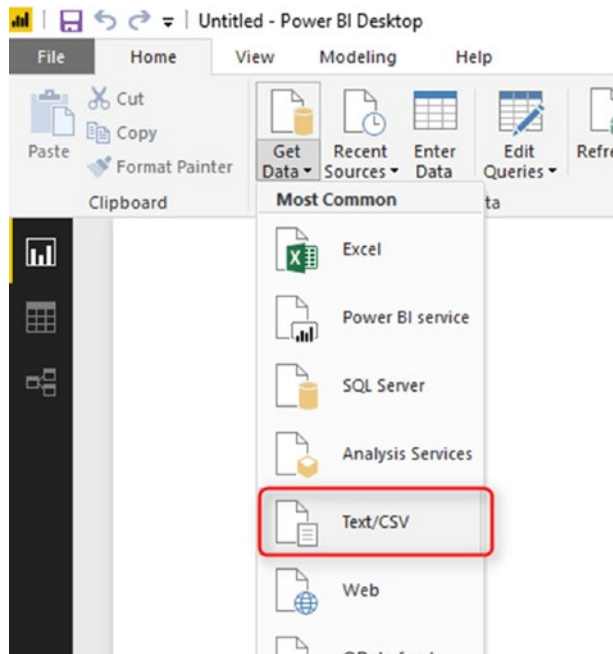 Untitled - Power BI Desktop
File Home View Modeling Help
Cut
Copy
Paste
Format Painter
Get Data
Recent Sources
Enter Data
Edit Queries
Clipboard
Most Common
Excel
Power BI service
SQL Server
Analysis Services
Text/CSV
Web